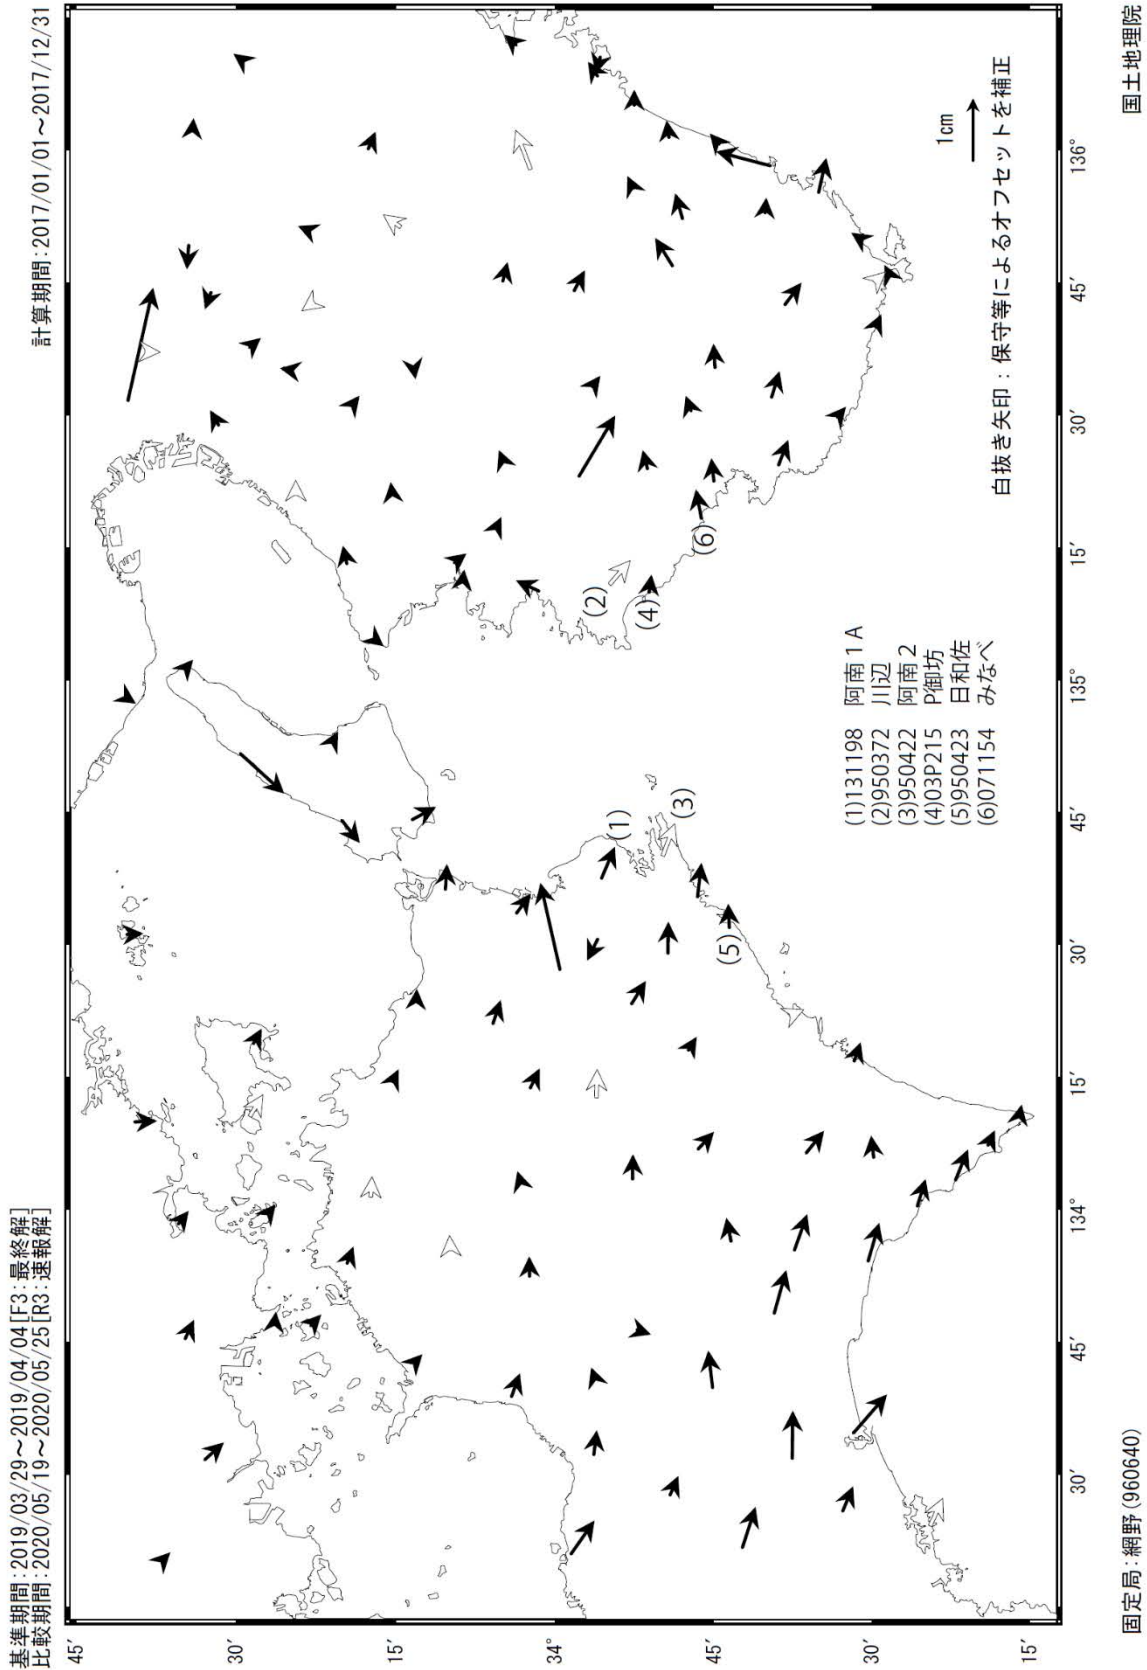 基準期間:2019/03/29~2019/04/04[F3:最終解]
比較期間:2020/05/19~2020/05/25[R3:速報解]
計算期間:2017/01/01~2017/12/31
45′
30′
15′
34°
45′
30′
15′
30′
45′
134°
15′
30′
45′
135°
15′
30′
45′
136°
(1)
(2)
(3)
(4)
(5)
(6)
(1)131198 阿南1A
(2)950372 川辺
(3)950422 阿南2
(4)03P215 P御坊
(5)950423 日和佐
(6)071154 みなべ
1cm
白抜き矢印:保守等によるオフセットを補正
固定局:網野(960640)
国土地理院